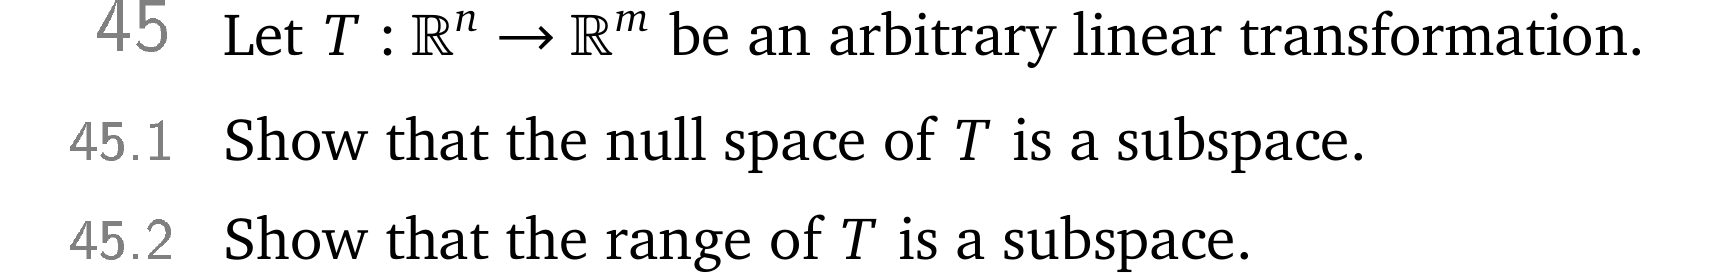 45 Let T : ℝⁿ → ℝᵐ be an arbitrary linear transformation.
45.1 Show that the null space of T is a subspace.
45.2 Show that the range of T is a subspace.